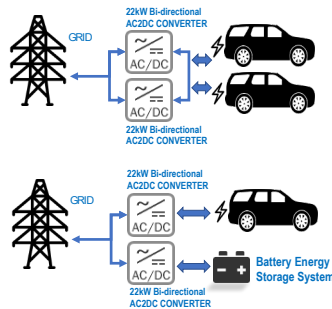 22kW Bi-directional
AC2DC CONVERTER
GRID
AC/DC
AC/DC
22kW Bi-directional
AC2DC CONVERTER
22kW Bi-directional
AC2DC CONVERTER
GRID
AC/DC
AC/DC
Battery Energy
Storage System
22kW Bi-directional
AC2DC CONVERTER